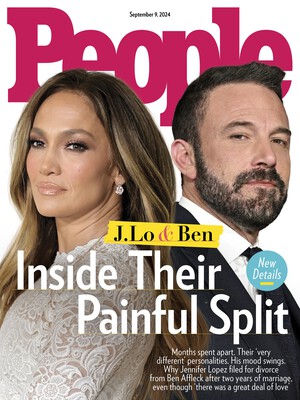 September 9, 2024
People
J.Lo & Ben
Inside Their
Painful Split
New
Details
Months spent apart. Their ‘very
different’ personalities. His mood swings.
Why Jennifer Lopez filed for divorce
from Ben Affleck after two years of marriage,
even though ‘there was a great deal of love’